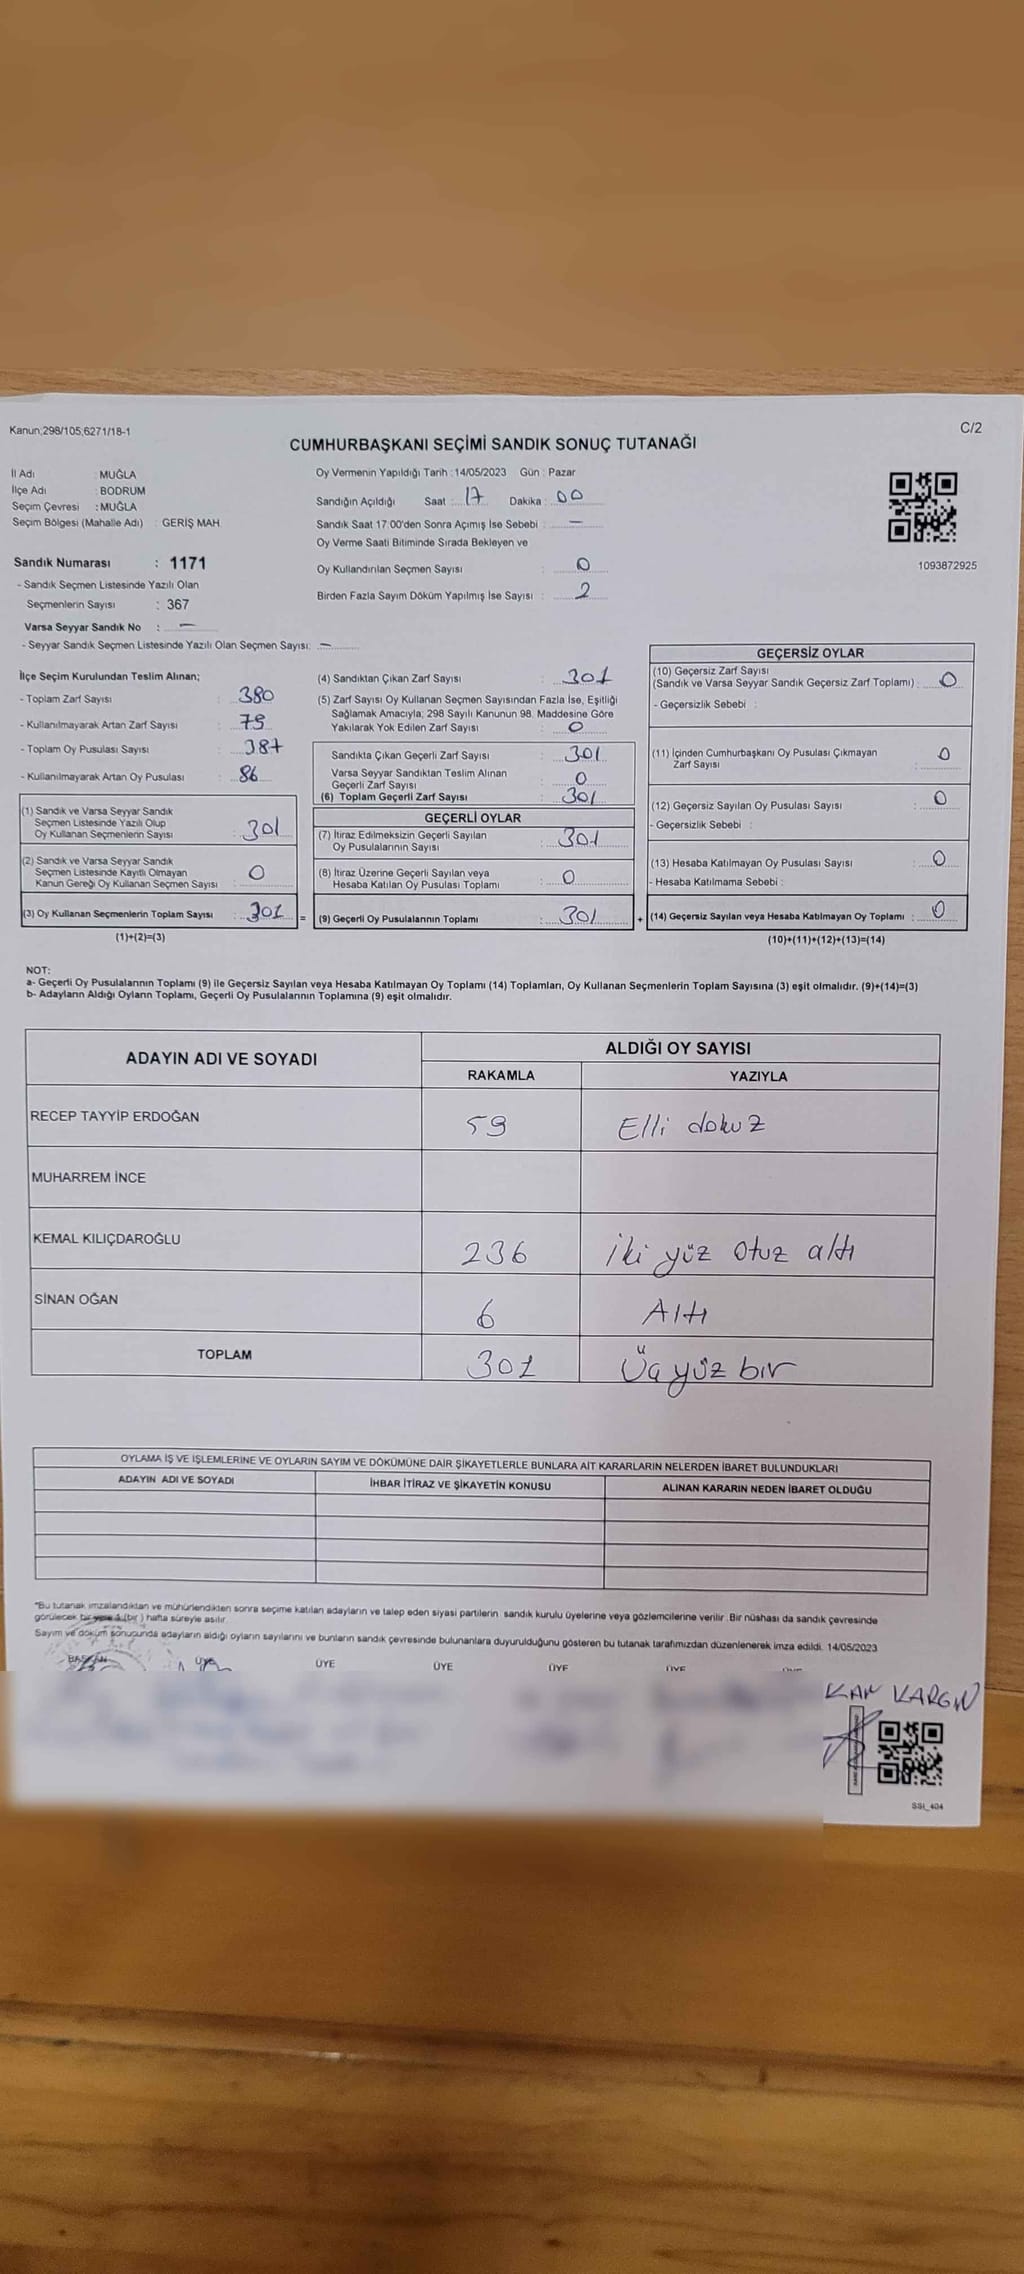 Kanun;298/105,6271/18-1
C/2
CUMHURBAŞKANI SEÇİMİ SANDIK SONUÇ TUTANAĞI
İl Adı : MUĞLA
İlçe Adı : BODRUM
Seçim Çevresi : MUĞLA
Seçim Bölgesi (Mahalle Adı) : GERİŞ MAH
Sandık Numarası : 1171
- Sandık Seçmen Listesinde Yazılı Olan
Seçmenlerin Sayısı : 367
Varsa Seyyar Sandık No : —
- Seyyar Sandık Seçmen Listesinde Yazılı Olan Seçmen Sayısı: —
Oy Vermenin Yapıldığı Tarih : 14/05/2023 Gün : Pazar
Sandığın Açıldığı Saat : 17 Dakika : 00
Sandık Saat 17:00'den Sonra Açımış İse Sebebi : —
Oy Verme Saati Bitiminde Sırada Bekleyen ve
Oy Kullandırılan Seçmen Sayısı : 0
Birden Fazla Sayım Döküm Yapılmış İse Sayısı : 2
1093872925
İlçe Seçim Kurulundan Teslim Alınan;
- Toplam Zarf Sayısı : 380
- Kullanılmayarak Artan Zarf Sayısı : 79
- Toplam Oy Pusulası Sayısı : 387
- Kullanılmayarak Artan Oy Pusulası : 86
(1) Sandık ve Varsa Seyyar Sandık
Seçmen Listesinde Yazılı Olup
Oy Kullanan Seçmenlerin Sayısı : 301
(2) Sandık ve Varsa Seyyar Sandık
Seçmen Listesinde Kayıtlı Olmayan
Kanun Gereği Oy Kullanan Seçmen Sayısı : 0
(3) Oy Kullanan Seçmenlerin Toplam Sayısı : 301 =
(1)+(2)=(3)
(4) Sandıktan Çıkan Zarf Sayısı : 301
(5) Zarf Sayısı Oy Kullanan Seçmen Sayısından Fazla İse, Eşitliği
Sağlamak Amacıyla; 298 Sayılı Kanunun 98. Maddesine Göre
Yakılarak Yok Edilen Zarf Sayısı : 0
Sandıkta Çıkan Geçerli Zarf Sayısı : 301
Varsa Seyyar Sandıktan Teslim Alınan
Geçerli Zarf Sayısı : 0
(6) Toplam Geçerli Zarf Sayısı : 301
GEÇERLİ OYLAR
(7) İtiraz Edilmeksizin Geçerli Sayılan
Oy Pusulalarının Sayısı : 301
(8) İtiraz Üzerine Geçerli Sayılan veya
Hesaba Katılan Oy Pusulası Toplamı : 0
(9) Geçerli Oy Pusulalarının Toplamı : 301 +
GEÇERSİZ OYLAR
(10) Geçersiz Zarf Sayısı
(Sandık ve Varsa Seyyar Sandık Geçersiz Zarf Toplamı) : 0
- Geçersizlik Sebebi :
(11) İçinden Cumhurbaşkanı Oy Pusulası Çıkmayan
Zarf Sayısı : 0
(12) Geçersiz Sayılan Oy Pusulası Sayısı : 0
- Geçersizlik Sebebi :
(13) Hesaba Katılmayan Oy Pusulası Sayısı : 0
- Hesaba Katılmama Sebebi :
(14) Geçersiz Sayılan veya Hesaba Katılmayan Oy Toplamı : 0
(10)+(11)+(12)+(13)=(14)
NOT:
a- Geçerli Oy Pusulalarının Toplamı (9) ile Geçersiz Sayılan veya Hesaba Katılmayan Oy Toplamı (14) Toplamları, Oy Kullanan Seçmenlerin Toplam Sayısına (3) eşit olmalıdır. (9)+(14)=(3)
b- Adayların Aldığı Oyların Toplamı, Geçerli Oy Pusulalarının Toplamına (9) eşit olmalıdır.
ADAYIN ADI VE SOYADI ALDIĞI OY SAYISI
RAKAMLA YAZIYLA
RECEP TAYYİP ERDOĞAN 59 Elli dokuz
MUHARREM İNCE
KEMAL KILIÇDAROĞLU 236 İki yüz otuz altı
SİNAN OĞAN 6 Altı
TOPLAM 301 Üç yüz bir
OYLAMA İŞ VE İŞLEMLERİNE VE OYLARIN SAYIM VE DÖKÜMÜNE DAİR ŞİKAYETLERLE BUNLARA AİT KARARLARIN NELERDEN İBARET BULUNDUKLARI
ADAYIN ADI VE SOYADI İHBAR İTİRAZ VE ŞİKAYETİN KONUSU ALINAN KARARIN NEDEN İBARET OLDUĞU
*Bu tutanak imzalandıktan ve mühürlendikten sonra seçime katılan adayların ve talep eden siyasi partilerin sandık kurulu üyelerine veya gözlemcilerine verilir. Bir nüshası da sandık çevresinde
görülecek bir yere 1 (bir) hafta süreyle asılır.
Sayım ve döküm sonucunda adayların aldığı oyların sayılarını ve bunların sandık çevresinde bulunanlara duyurulduğunu gösteren bu tutanak tarafımızdan düzenlenerek imza edildi. 14/05/2023
BAŞKAN ÜYE ÜYE ÜYE ÜYE ÜYE
KARGIN
SSI_404